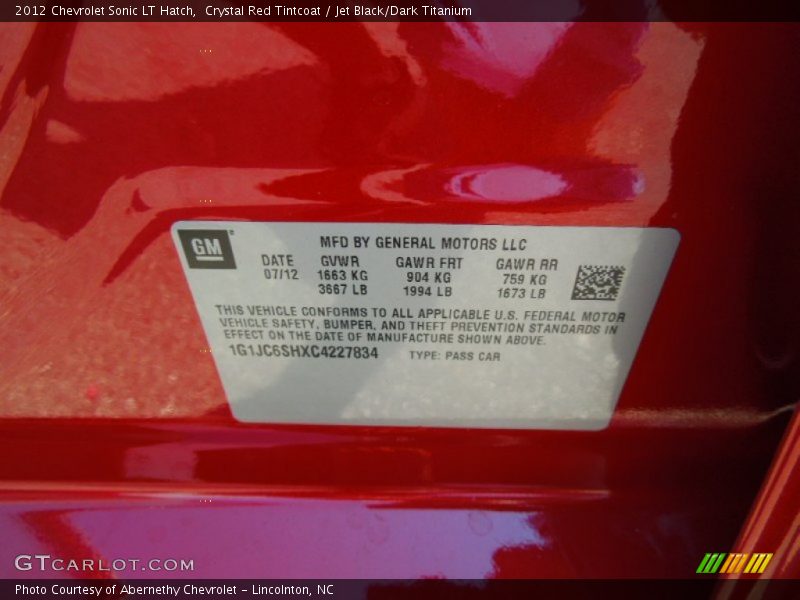 2012 Chevrolet Sonic LT Hatch,  Crystal Red Tintcoat / Jet Black/Dark Titanium
GM
MFD BY GENERAL MOTORS LLC
DATE GVWR GAWR FRT GAWR RR
07/12 1663 KG 904 KG 759 KG
3667 LB 1994 LB 1673 LB
THIS VEHICLE CONFORMS TO ALL APPLICABLE U.S. FEDERAL MOTOR
VEHICLE SAFETY, BUMPER, AND THEFT PREVENTION STANDARDS IN
EFFECT ON THE DATE OF MANUFACTURE SHOWN ABOVE.
1G1JC6SHXC4227834 TYPE: PASS CAR
GTCARLOT.COM
Photo Courtesy of Abernethy Chevrolet – Lincolnton, NC